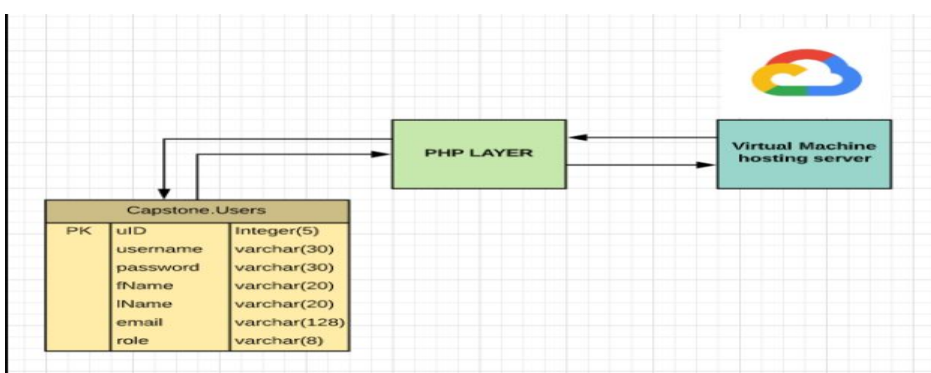 PHP LAYER
Virtual Machine
hosting server
Capstone.Users
PK uID Integer(5)
username varchar(30)
password varchar(30)
fName varchar(20)
lName varchar(20)
email varchar(128)
role varchar(8)